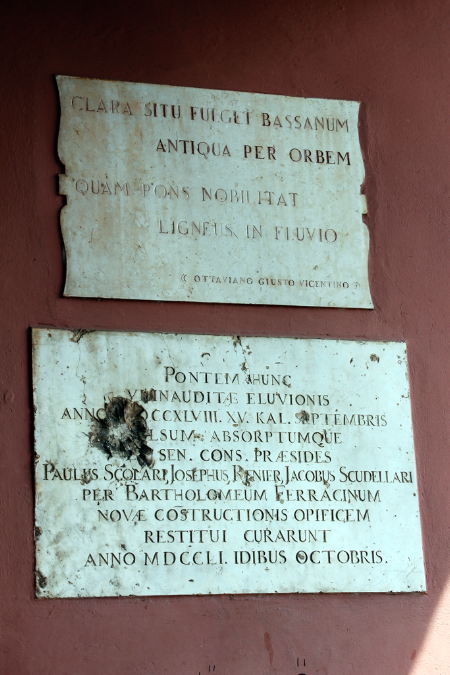 CLARA SITU FULGET BASSANUM
ANTIQUA PER ORBEM
QUAM PONS NOBILITAT
LIGNEUS IN FLUVIO
( OTTAVIANO GIUSTO VICENTINO )
PONTEM HUNC
VI INAUDITÆ ELUVIONIS
XV. KAL. SEPTEMBRIS
ABSORPTUMQUE
SEN. CONS. PRÆSIDES
PAULUS SCOLARI, JOSEPHUS RENIER, JACOBUS SCUDELLARI
PER BARTHOLOMEUM FERRACINUM
NOVÆ COSTRUCTIONIS OPIFICEM
RESTITUI CURARUNT
ANNO MDCCLI. IDIBUS OCTOBRIS.